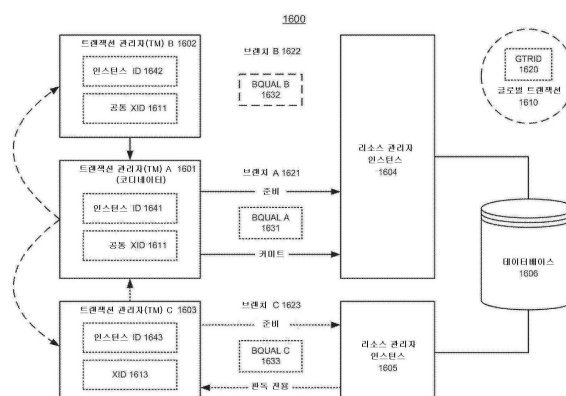 1600
트랜잭션 관리자(TM) B 1602
인스턴스 ID 1642
공통 XID 1611
브랜치 B 1622
BQUAL B
1632
GTRID
1620
글로벌 트랜잭션
1610
트랜잭션 관리자(TM) A 1601
(코디네이터)
인스턴스 ID 1641
공통 XID 1611
브랜치 A 1621
준비
BQUAL A
1631
커미트
리소스 관리자
인스턴스
1604
데이터베이스
1606
트랜잭션 관리자(TM) C 1603
인스턴스 ID 1643
XID 1613
브랜치 C 1623
준비
BQUAL C
1633
판독 전용
리소스 관리자
인스턴스
1605